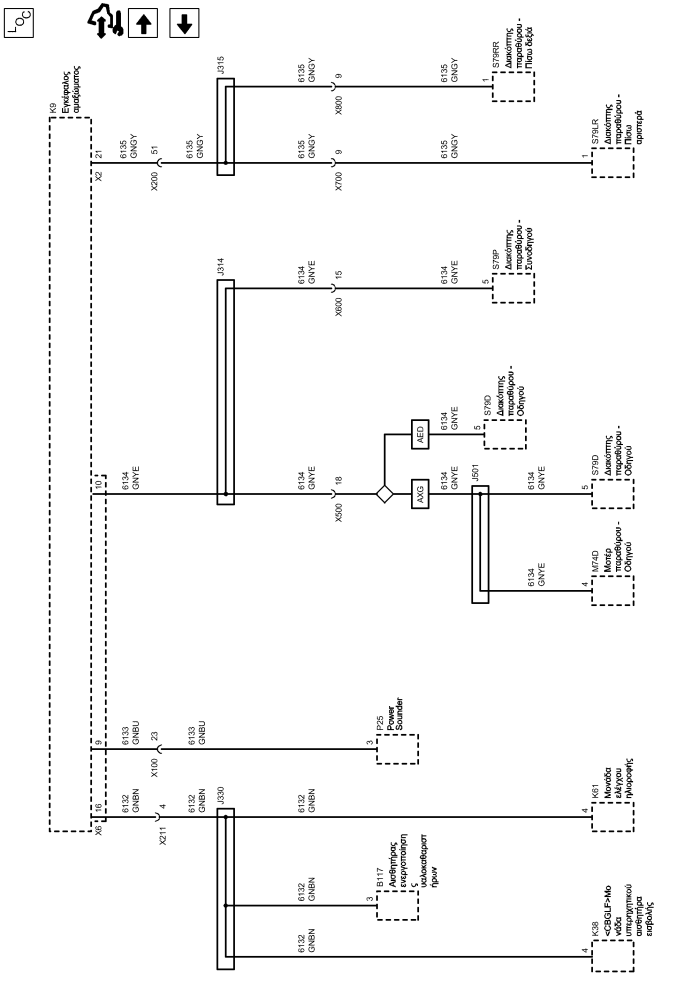 LOC
K9
Εγκέφαλος
αμαξώματος
X6
16
9
10
X2
21
6132
GNBN
6133
GNBU
6134
GNYE
6135
GNGY
X211
4
X100
23
X200
51
6132
GNBN
6133
GNBU
6135
GNGY
J330
J314
J315
6132
GNBN
6132
GNBN
6132
GNBN
6134
GNYE
6134
GNYE
6135
GNGY
6135
GNGY
X500
18
X600
15
X700
9
X800
9
3
B117
Αισθητήρας
ενεργοποίηση
ς
υαλοκαθαριστ
ήρων
3
P25
Power
Sounder
AXG
AED
6134
GNYE
6134
GNYE
6134
GNYE
6135
GNGY
6135
GNGY
J501
5
S79D
Διακόπτης
παραθύρου -
Οδηγού
5
S79P
Διακόπτης
παραθύρου -
Συνοδηγού
1
S79RR
Διακόπτης
παραθύρου -
Πίσω δεξιά
6134
GNYE
6134
GNYE
4
K38
<CBGLF>Μο
νάδα
υπερηχητικού
αισθητήρα
εισβολής
4
K61
Μονάδα
ελέγχου
ηλιοροφής
4
M74D
Μοτέρ
παραθύρου -
Οδηγού
5
S79D
Διακόπτης
παραθύρου -
Οδηγού
1
S79LR
Διακόπτης
παραθύρου -
Πίσω
αριστερά